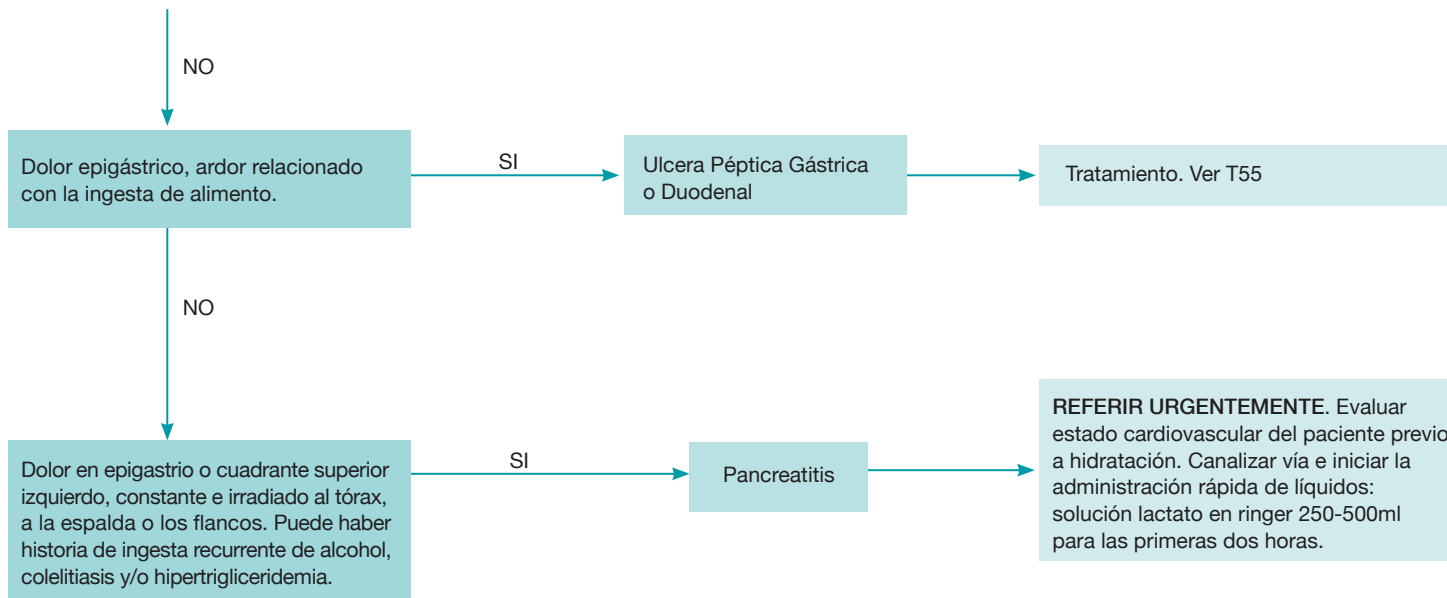 NO
Dolor epigástrico, ardor relacionado
con la ingesta de alimento.
SI
Ulcera Péptica Gástrica
o Duodenal
Tratamiento. Ver T55
NO
Dolor en epigastrio o cuadrante superior
izquierdo, constante e irradiado al tórax,
a la espalda o los flancos. Puede haber
historia de ingesta recurrente de alcohol,
colelitiasis y/o hipertrigliceridemia.
SI
Pancreatitis
REFERIR URGENTEMENTE. Evaluar
estado cardiovascular del paciente previo
a hidratación. Canalizar vía e iniciar la
administración rápida de líquidos:
solución lactato en ringer 250-500ml
para las primeras dos horas.